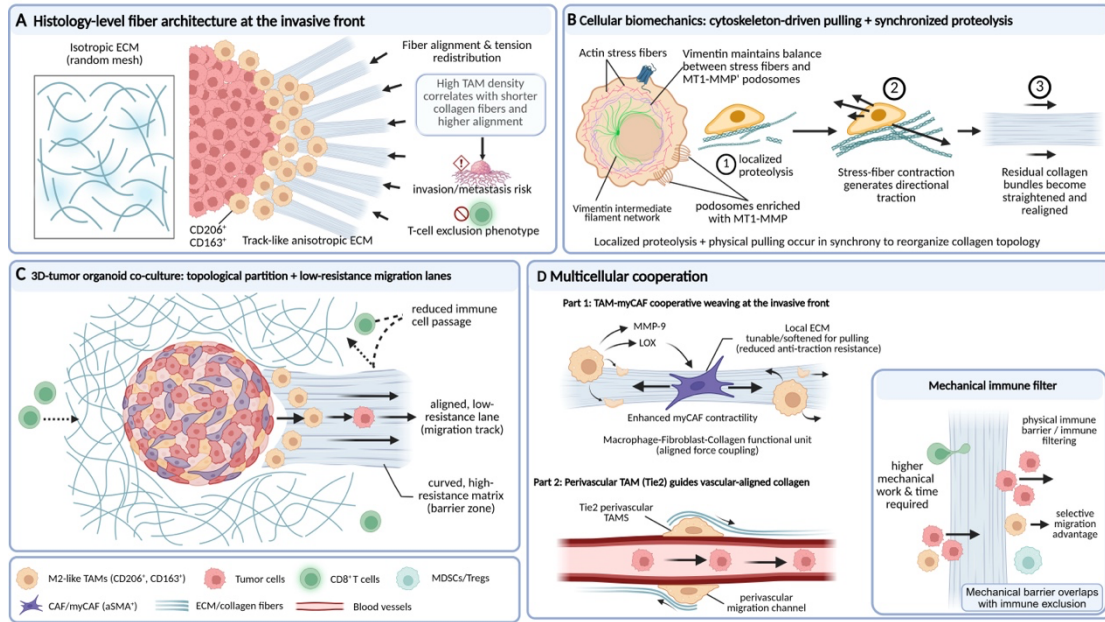 A Histology-level fiber architecture at the invasive front
Isotropic ECM
(random mesh)
Fiber alignment & tension
redistribution
High TAM density
correlates with shorter
collagen fibers and
higher alignment
invasion/metastasis risk
T-cell exclusion phenotype
CD206⁺
CD163⁺
Track-like anisotropic ECM
B Cellular biomechanics: cytoskeleton-driven pulling + synchronized proteolysis
Actin stress fibers
Vimentin maintains balance
between stress fibers and
MT1-MMP⁺ podosomes
1 localized
proteolysis
podosomes enriched
with MT1-MMP
Vimentin intermediate
filament network
2
Stress-fiber contraction
generates directional
traction
3
Residual collagen
bundles become
straightened and
realigned
Localized proteolysis + physical pulling occur in synchrony to reorganize collagen topology
C 3D-tumor organoid co-culture: topological partition + low-resistance migration lanes
reduced immune
cell passage
aligned, low-
resistance lane
(migration track)
curved, high-
resistance matrix
(barrier zone)
M2-like TAMs (CD206⁺, CD163⁺)
Tumor cells
CD8⁺ T cells
MDSCs/Tregs
CAF/myCAF (aSMA⁺)
ECM/collagen fibers
Blood vessels
D Multicellular cooperation
Part 1: TAM-myCAF cooperative weaving at the invasive front
MMP-9
LOX
Local ECM
tunable/softened for pulling
(reduced anti-traction resistance)
Enhanced myCAF contractility
Macrophage-Fibroblast-Collagen functional unit
(aligned force coupling)
Part 2: Perivascular TAM (Tie2) guides vascular-aligned collagen
Tie2 perivascular
TAMS
perivascular
migration channel
Mechanical immune filter
physical immune
barrier / immune
filtering
higher
mechanical
work & time
required
selective
migration
advantage
Mechanical barrier overlaps
with immune exclusion